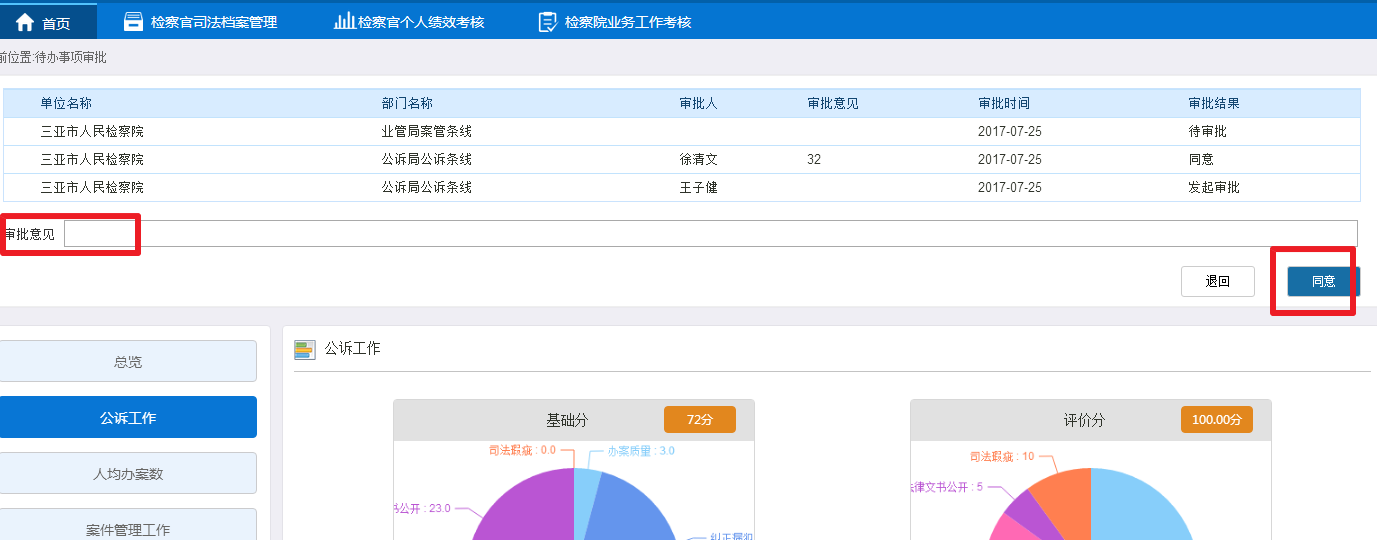 首页 检察官司法档案管理 检察官个人绩效考核 检察院业务工作考核
前位置:待办事项审批
单位名称 部门名称 审批人 审批意见 审批时间 审批结果
三亚市人民检察院 业管局案管条线 2017-07-25 待审批
三亚市人民检察院 公诉局公诉条线 徐清文 32 2017-07-25 同意
三亚市人民检察院 公诉局公诉条线 王子健 2017-07-25 发起审批
审批意见
退回 同意
总览
公诉工作
人均办案数
案件管理工作
公诉工作
基础分 72分
司法瑕疵 : 0.0 办案质量 : 3.0
书公开 : 23.0
纠正漏犯
评价分 100.00分
司法瑕疵 : 10
法律文书公开 : 5